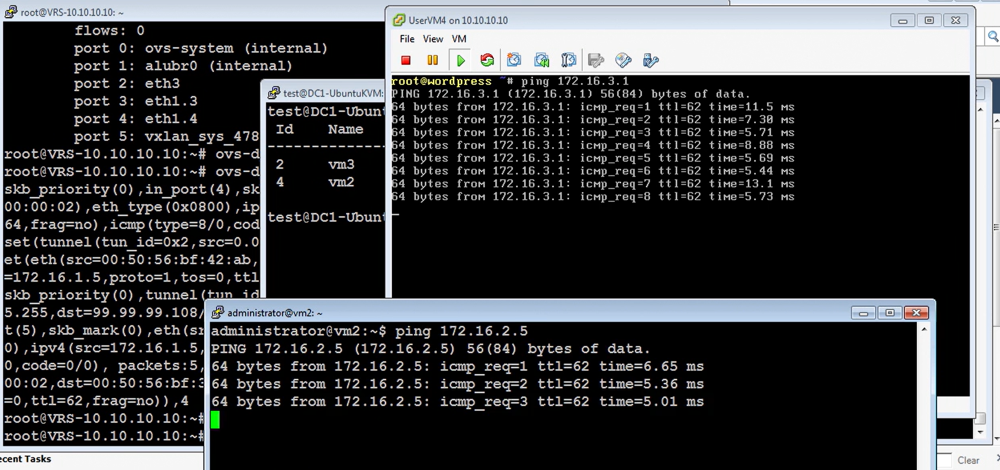 root@VRS-10.10.10.10: ~
flows: 0
port 0: ovs-system (internal)
port 1: alubr0 (internal)
port 2: eth3
port 3: eth1.3
port 4: eth1.4
port 5: vxlan_sys_478
root@VRS-10.10.10.10:~# ovs-d
root@VRS-10.10.10.10:~# ovs-d
skb_priority(0),in_port(4),sk
00:00:02),eth_type(0x0800),ip
64,frag=no),icmp(type=8/0,cod
set(tunnel(tun_id=0x2,src=0.0
et(eth(src=00:50:56:bf:42:ab,
=172.16.1.5,proto=1,tos=0,ttl
skb_priority(0),tunnel(tun_id
5.255,dst=99.99.99.108/
t(5),skb_mark(0),eth(sr
0),ipv4(src=172.16.1.5,
0,code=0/0), packets:5,
00:02,dst=00:50:56:bf:3
=0,ttl=62,frag=no)),4
root@VRS-10.10.10.10:~#
root@VRS-10.10.10.10:~#
test@DC1-UbuntuKVM:
test@DC1-Ubunt
Id Name
--------------
2 vm3
4 vm2
test@DC1-Ubunt
UserVM4 on 10.10.10.10
File View VM
root@wordpress ~# ping 172.16.3.1
PING 172.16.3.1 (172.16.3.1) 56(84) bytes of data.
64 bytes from 172.16.3.1: icmp_req=1 ttl=62 time=11.5 ms
64 bytes from 172.16.3.1: icmp_req=2 ttl=62 time=7.30 ms
64 bytes from 172.16.3.1: icmp_req=3 ttl=62 time=5.71 ms
64 bytes from 172.16.3.1: icmp_req=4 ttl=62 time=8.88 ms
64 bytes from 172.16.3.1: icmp_req=5 ttl=62 time=5.69 ms
64 bytes from 172.16.3.1: icmp_req=6 ttl=62 time=5.44 ms
64 bytes from 172.16.3.1: icmp_req=7 ttl=62 time=13.1 ms
64 bytes from 172.16.3.1: icmp_req=8 ttl=62 time=5.73 ms
administrator@vm2: ~
administrator@vm2:~$ ping 172.16.2.5
PING 172.16.2.5 (172.16.2.5) 56(84) bytes of data.
64 bytes from 172.16.2.5: icmp_req=1 ttl=62 time=6.65 ms
64 bytes from 172.16.2.5: icmp_req=2 ttl=62 time=5.36 ms
64 bytes from 172.16.2.5: icmp_req=3 ttl=62 time=5.01 ms
ecent Tasks
Clear